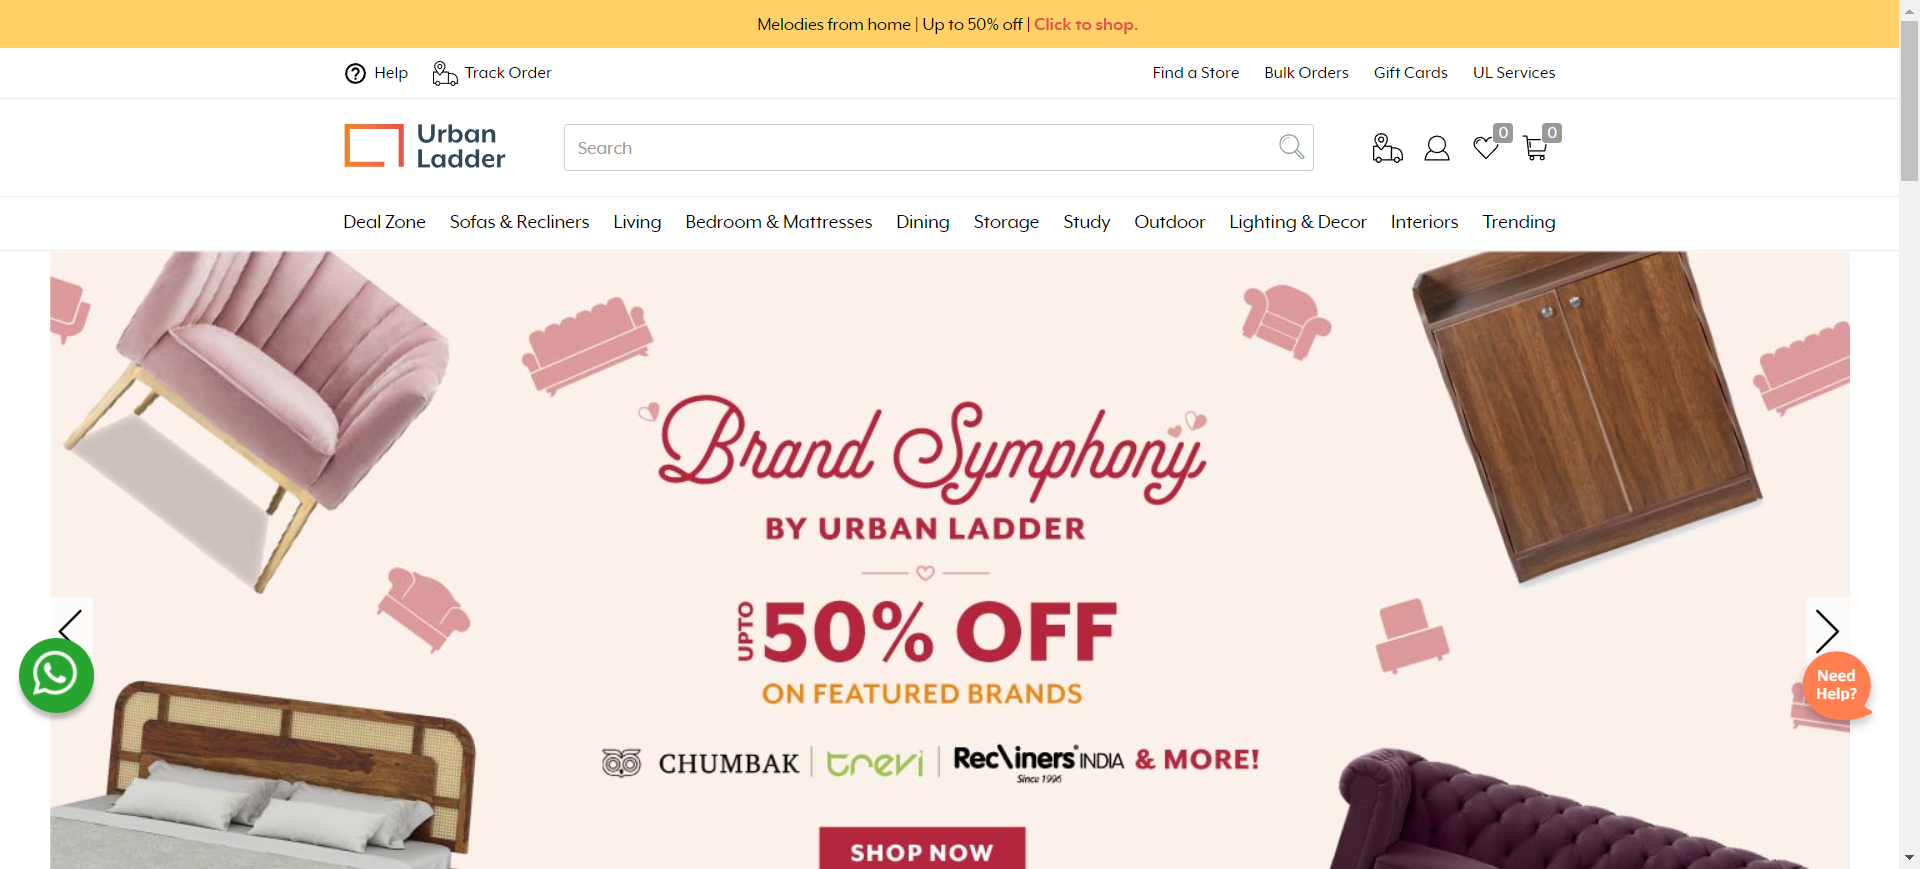 Melodies from home | Up to 50% off | Click to shop.
Help Track Order Find a Store Bulk Orders Gift Cards UL Services
Urban
Ladder
Search
0 0
Deal Zone Sofas & Recliners Living Bedroom & Mattresses Dining Storage Study Outdoor Lighting & Decor Interiors Trending
Brand Symphony
BY URBAN LADDER
UPTO 50% OFF
ON FEATURED BRANDS
CHUMBAK | trevi | Recliners INDIA & MORE!
Since 1996
SHOP NOW
Need
Help?